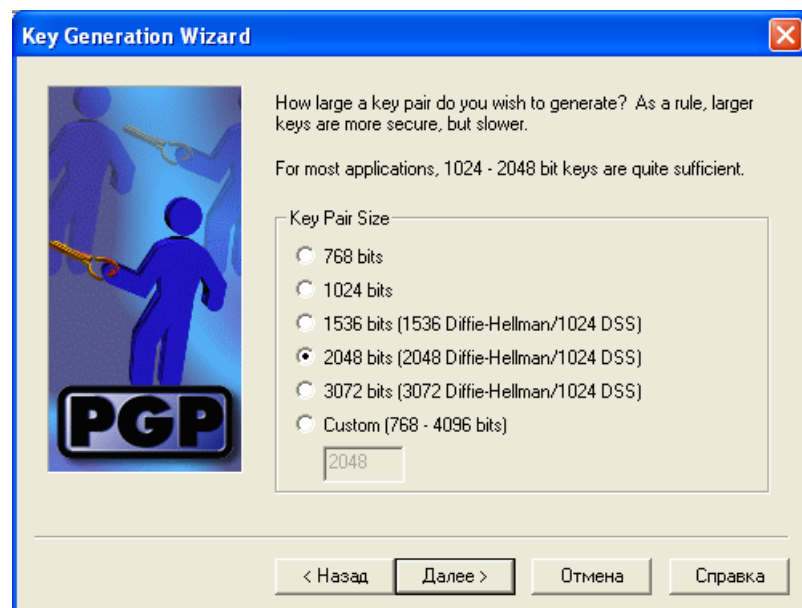 Key Generation Wizard
How large a key pair do you wish to generate? As a rule, larger
keys are more secure, but slower.
For most applications, 1024 - 2048 bit keys are quite sufficient.
Key Pair Size
768 bits
1024 bits
1536 bits (1536 Diffie-Hellman/1024 DSS)
2048 bits (2048 Diffie-Hellman/1024 DSS)
3072 bits (3072 Diffie-Hellman/1024 DSS)
Custom (768 - 4096 bits)
2048
PGP
< Назад Далее > Отмена Справка